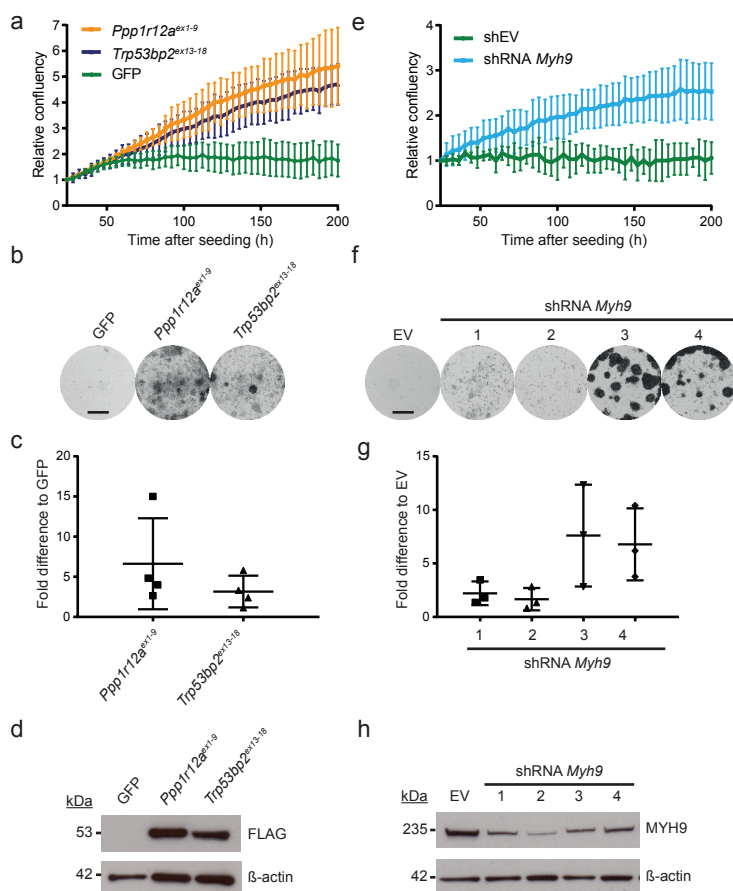 a
7
6
5
4
3
2
1
0
Relative confluency
Ppp1r12a^ex1-9
Trp53bp2^ex13-18
GFP
50
100
150
200
Time after seeding (h)
b
GFP
Ppp1r12a^ex1-9
Trp53bp2^ex13-18
c
20
15
10
5
0
Fold difference to GFP
Ppp1r12a^ex1-9
Trp53bp2^ex13-18
d
GFP
Ppp1r12a^ex1-9
Trp53bp2^ex13-18
kDa
53
FLAG
42
ß-actin
e
4
3
2
1
0
Relative confluency
shEV
shRNA Myh9
50
100
150
200
Time after seeding (h)
f
shRNA Myh9
EV
1
2
3
4
g
15
10
5
0
Fold difference to EV
1
2
3
4
shRNA Myh9
h
shRNA Myh9
kDa
EV
1
2
3
4
235
MYH9
42
ß-actin